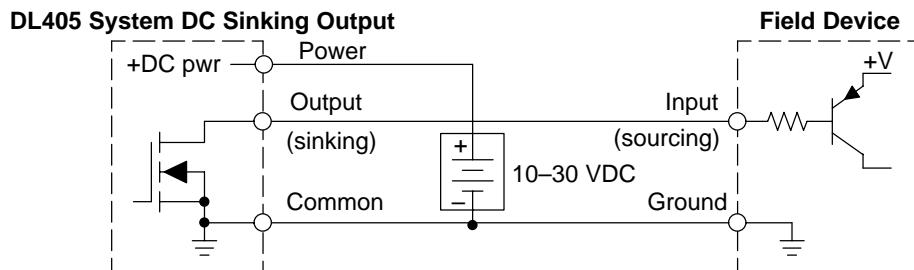 DL405 System DC Sinking Output
Field Device
+DC pwr
Power
+V
Output
(sinking)
Input
(sourcing)
+
10–30 VDC
–
Common
Ground